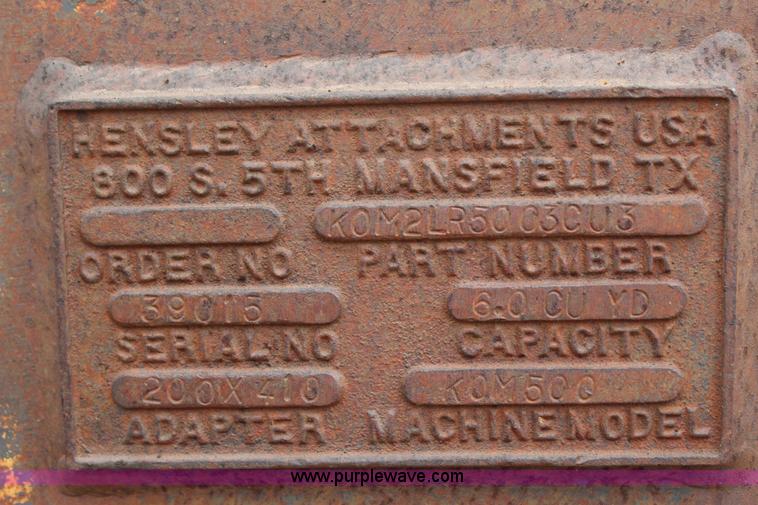 HENSLEY ATTACHMENTS USA
800 S. 5TH MANSFIELD TX
KOM2LR50C3CU3
ORDER NO PART NUMBER
39015 6.0 CU YD
SERIAL NO CAPACITY
200X410 KOM500
ADAPTER MACHINE MODEL
www.purplewave.com